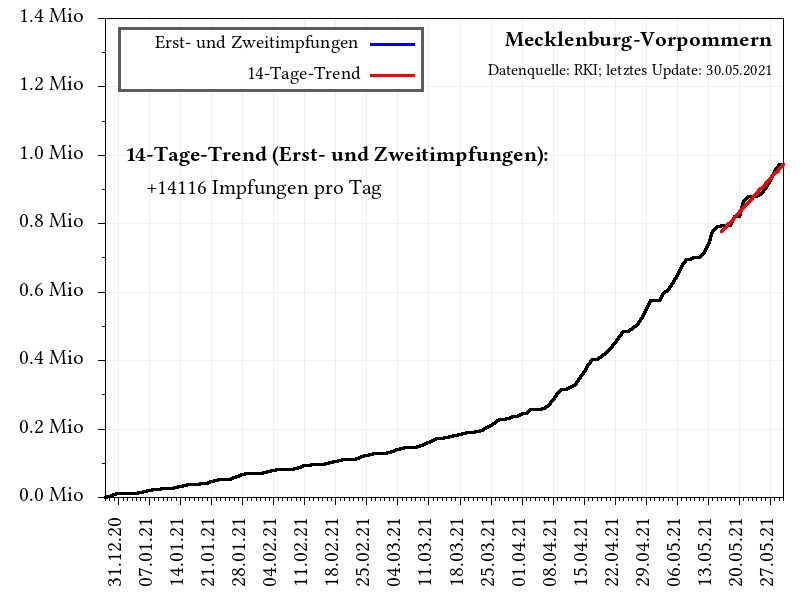 1.4 Mio
1.2 Mio
1.0 Mio
0.8 Mio
0.6 Mio
0.4 Mio
0.2 Mio
0.0 Mio
Erst- und Zweitimpfungen
14-Tage-Trend
Mecklenburg-Vorpommern
Datenquelle: RKI; letztes Update: 30.05.2021
14-Tage-Trend (Erst- und Zweitimpfungen):
+14116 Impfungen pro Tag
31.12.20
07.01.21
14.01.21
21.01.21
28.01.21
04.02.21
11.02.21
18.02.21
25.02.21
04.03.21
11.03.21
18.03.21
25.03.21
01.04.21
08.04.21
15.04.21
22.04.21
29.04.21
06.05.21
13.05.21
20.05.21
27.05.21